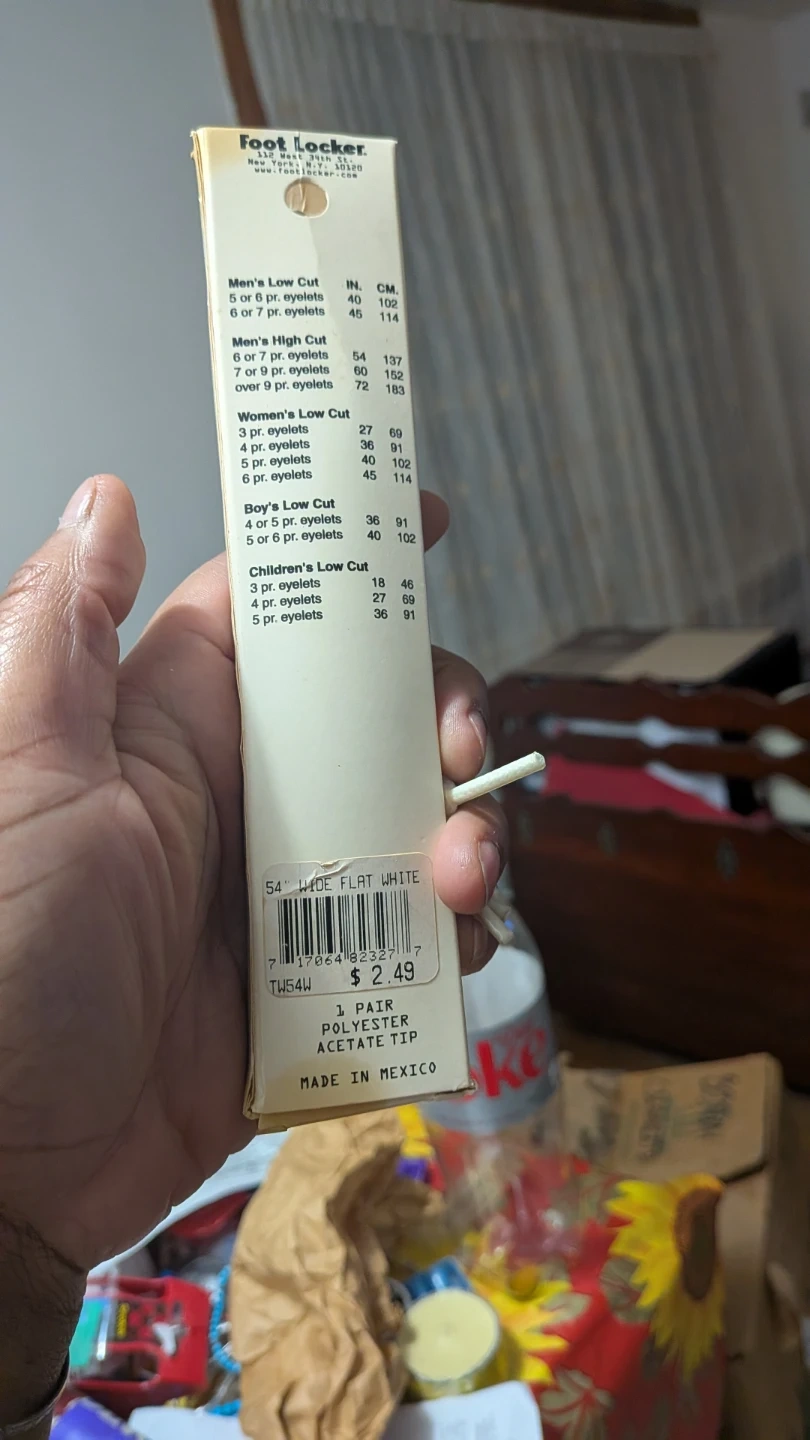 Foot Locker.
112 West 34th St.
New York, N.Y. 10120
www.footlocker.com
Men's Low Cut IN. CM.
5 or 6 pr. eyelets 40 102
6 or 7 pr. eyelets 45 114
Men's High Cut
6 or 7 pr. eyelets 54 137
7 or 9 pr. eyelets 60 152
over 9 pr. eyelets 72 183
Women's Low Cut
3 pr. eyelets 27 69
4 pr. eyelets 36 91
5 pr. eyelets 40 102
6 pr. eyelets 45 114
Boy's Low Cut
4 or 5 pr. eyelets 36 91
5 or 6 pr. eyelets 40 102
Children's Low Cut
3 pr. eyelets 18 46
4 pr. eyelets 27 69
5 pr. eyelets 36 91
54" WIDE FLAT WHITE
7 17064 82327 7
TW54W $ 2.49
1 PAIR
POLYESTER
ACETATE TIP
MADE IN MEXICO
oke